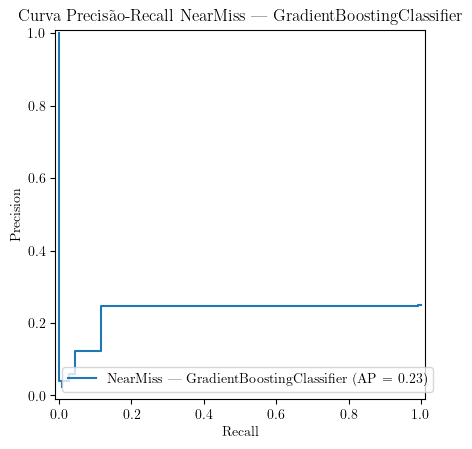 Curva Precisão-Recall NearMiss — GradientBoostingClassifier
1.0
0.8
0.6
0.4
0.2
0.0
Precision
NearMiss — GradientBoostingClassifier (AP = 0.23)
0.0 0.2 0.4 0.6 0.8 1.0
Recall